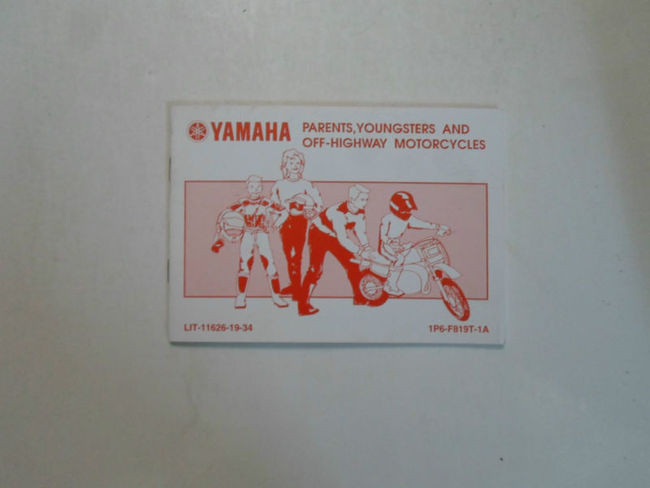 YAMAHA
PARENTS, YOUNGSTERS AND
OFF-HIGHWAY MOTORCYCLES
LIT-11626-19-34
1P6-F819T-1A